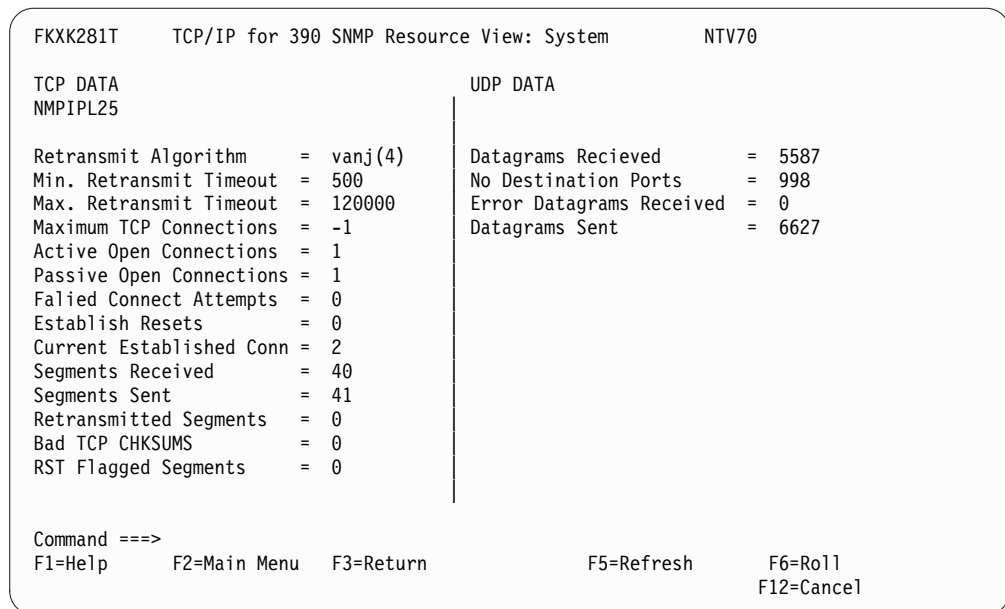 FKXK281T TCP/IP for 390 SNMP Resource View: System NTV70
TCP DATA UDP DATA
NMPIPL25
Retransmit Algorithm = vanj(4) | Datagrams Recieved = 5587
Min. Retransmit Timeout = 500 | No Destination Ports = 998
Max. Retransmit Timeout = 120000 | Error Datagrams Received = 0
Maximum TCP Connections = -1 | Datagrams Sent = 6627
Active Open Connections = 1
Passive Open Connections = 1
Falied Connect Attempts = 0
Establish Resets = 0
Current Established Conn = 2
Segments Received = 40
Segments Sent = 41
Retransmitted Segments = 0
Bad TCP CHKSUMS = 0
RST Flagged Segments = 0
Command ===>
F1=Help F2=Main Menu F3=Return F5=Refresh F6=Roll
F12=Cancel